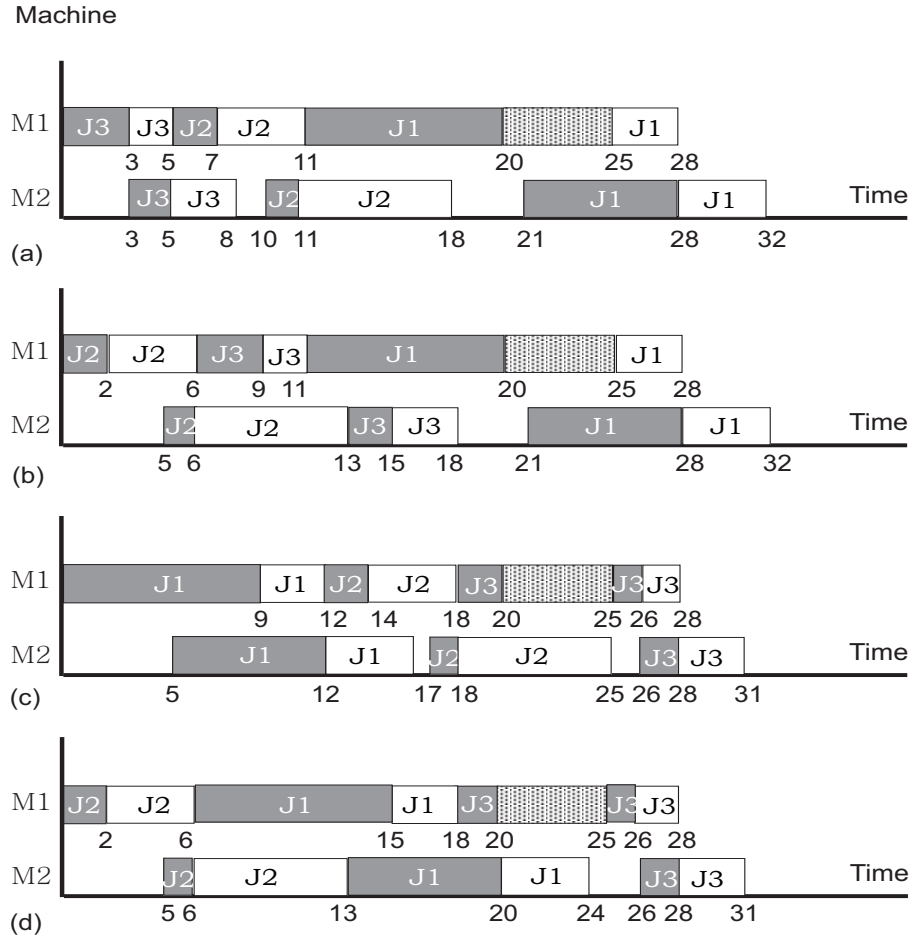 Machine
M1 J3 J3 J2 J2 J1 J1
3 5 7 11 20 25 28
M2 J3 J3 J2 J2 J1 J1 Time
3 5 8 10 11 18 21 28 32
(a)
M1 J2 J2 J3 J3 J1 J1
2 6 9 11 20 25 28
M2 J2 J2 J3 J3 J1 J1 Time
5 6 13 15 18 21 28 32
(b)
M1 J1 J1 J2 J2 J3 J3 J3
9 12 14 18 20 25 26 28
M2 J1 J1 J2 J2 J3 J3 Time
5 12 17 18 25 26 28 31
(c)
M1 J2 J2 J1 J1 J3 J3 J3
2 6 15 18 20 25 26 28
M2 J2 J2 J1 J1 J3 J3 Time
5 6 13 20 24 26 28 31
(d)